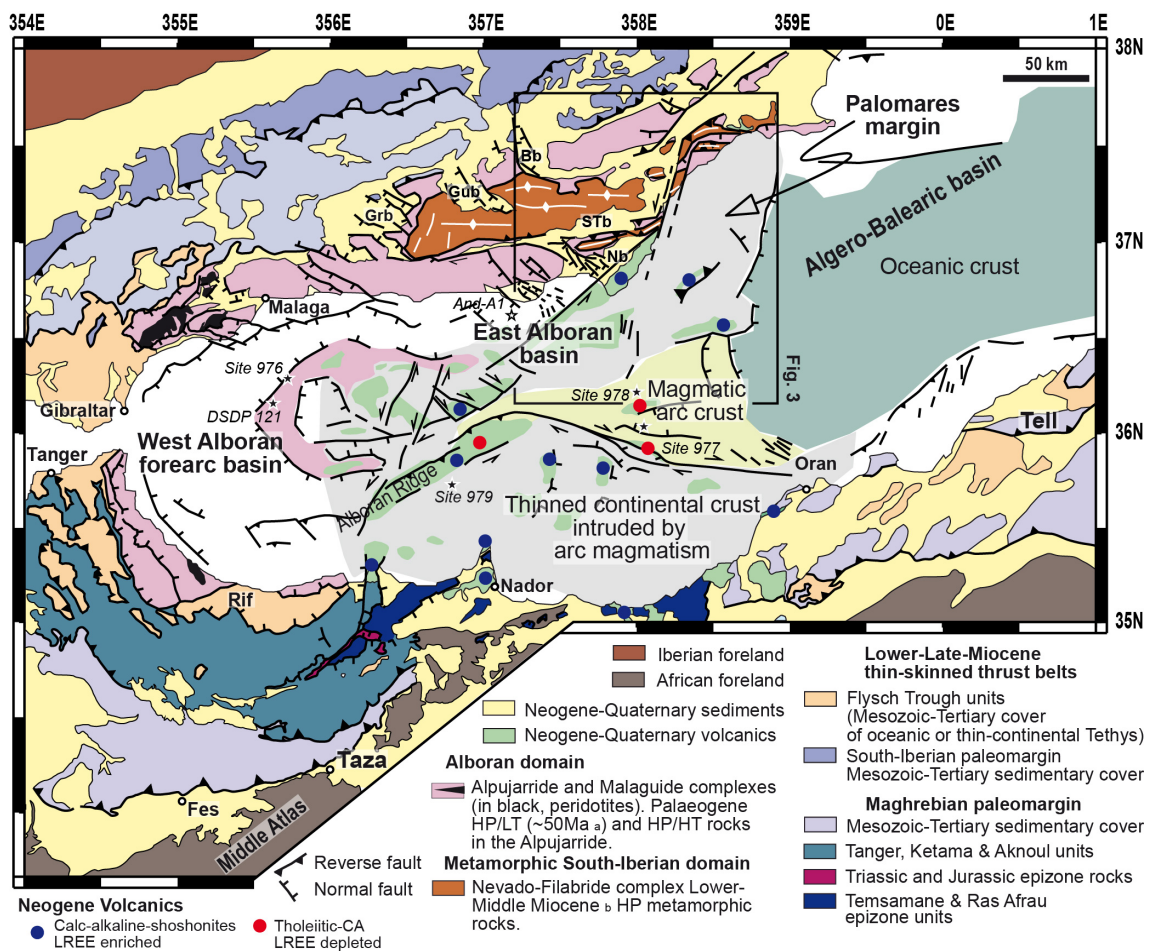 354E
355E
356E
357E
358E
359E
0E
1E
38N
50 km
Palomares
margin
Bb
Gub
Grb
STb
Nb
Algero-Balearic basin
Oceanic crust
37N
Malaga
And-A1
East Alboran
basin
Fig. 3
Site 976
Site 978
Magmatic
arc crust
DSDP 121
Gibraltar
West Alboran
forearc basin
Tell
36N
Tanger
Site 977
Oran
Alboran Ridge
Site 979
Thinned continental crust
intruded by
arc magmatism
Nador
Rif
35N
Taza
Fes
Middle Atlas
Reverse fault
Normal fault
Neogene Volcanics
Calc-alkaline-shoshonites
LREE enriched
Tholeiitic-CA
LREE depleted
Iberian foreland
African foreland
Neogene-Quaternary sediments
Neogene-Quaternary volcanics
Alboran domain
Alpujarride and Malaguide complexes
(in black, peridotites). Palaeogene
HP/LT (~50Ma a) and HP/HT rocks
in the Alpujarride.
Metamorphic South-Iberian domain
Nevado-Filabride complex Lower-
Middle Miocene b HP metamorphic
rocks.
Lower-Late-Miocene
thin-skinned thrust belts
Flysch Trough units
(Mesozoic-Tertiary cover
of oceanic or thin-continental Tethys)
South-Iberian paleomargin
Mesozoic-Tertiary sedimentary cover
Maghrebian paleomargin
Mesozoic-Tertiary sedimentary cover
Tanger, Ketama & Aknoul units
Triassic and Jurassic epizone rocks
Temsamane & Ras Afrau
epizone units